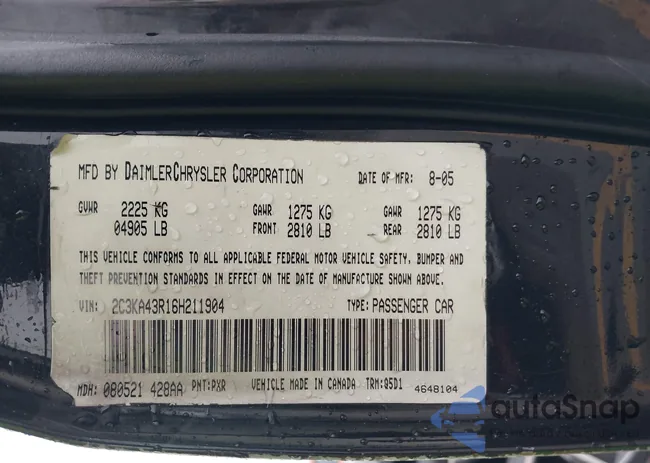 MFD BY DAIMLERCHRYSLER CORPORATION DATE OF MFR: 8-05
GVWR 2225 KG GAWR 1275 KG GAWR 1275 KG
04905 LB FRONT 2810 LB REAR 2810 LB
THIS VEHICLE CONFORMS TO ALL APPLICABLE FEDERAL MOTOR VEHICLE SAFETY, BUMPER AND
THEFT PREVENTION STANDARDS IN EFFECT ON THE DATE OF MANUFACTURE SHOWN ABOVE.
VIN: 2C3KA43R16H211904 TYPE: PASSENGER CAR
MDH: 080521 428AA PNT: PXR VEHICLE MADE IN CANADA TRM: Q5D1 4648104
autoSnap